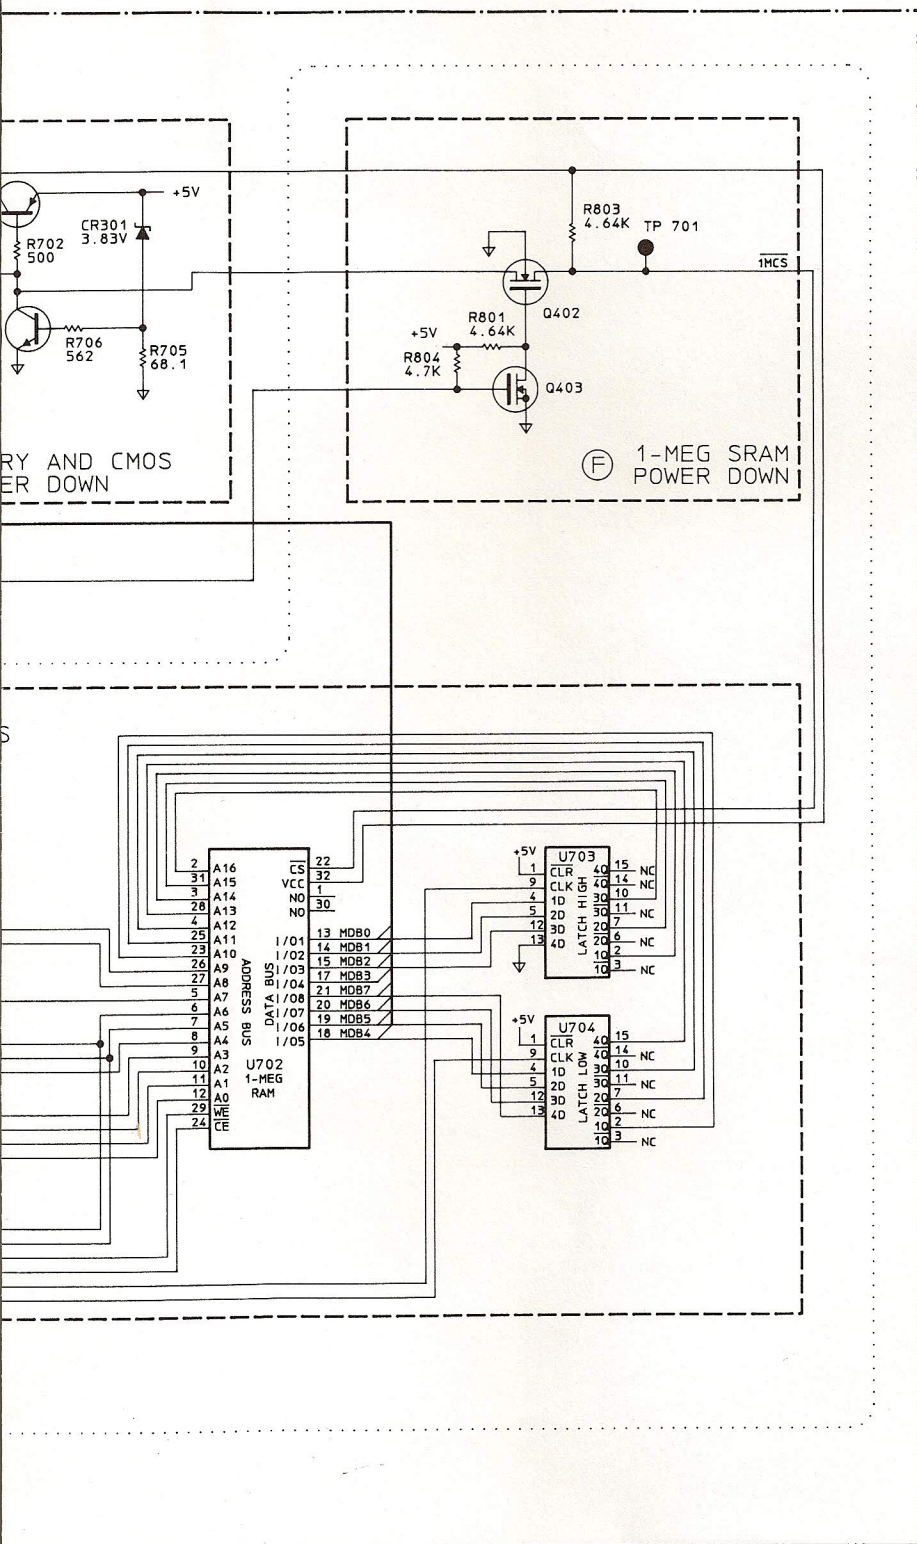 +5V
CR301
3.83V
R702
500
R706
562
R705
68.1
RY AND CMOS
ER DOWN
R803
4.64K
TP 701
1MCS
Q402
R801
4.64K
+5V
R804
4.7K
Q403
F
1-MEG SRAM
POWER DOWN
S
2 A16
31 A15
3 A14
28 A13
4 A12
25 A11
23 A10
26 A9
27 A8
5 A7
6 A6
7 A5
8 A4
9 A3
10 A2
11 A1
12 A0
29 WE
24 CE
ADDRESS BUS
DATA BUS
U702
1-MEG
RAM
CS 22
VCC 32
NO 1
NO 30
I/O1 13 MDB0
I/O2 14 MDB1
I/O3 15 MDB2
I/O4 17 MDB3
I/O8 21 MDB7
I/O7 20 MDB6
I/O6 19 MDB5
I/O5 18 MDB4
+5V
U703
1 CLR
9 CLK
4 1D
5 2D
12 3D
13 4D
LATCH HIGH
4Q 15 NC
4Q 14 NC
3Q 10
3Q 11 NC
2Q 7
2Q 6 NC
1Q 2
1Q 3 NC
+5V
U704
1 CLR
9 CLK
4 1D
5 2D
12 3D
13 4D
LATCH LOW
4Q 15
4Q 14 NC
3Q 10
3Q 11 NC
2Q 7
2Q 6 NC
1Q 2
1Q 3 NC